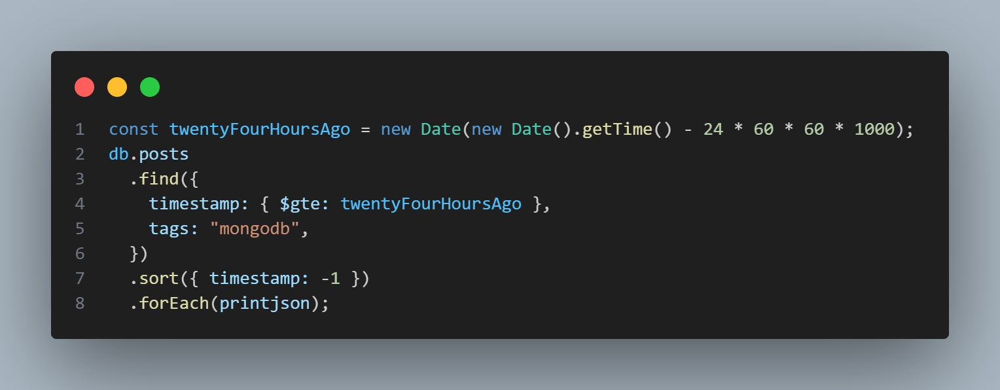 1 const twentyFourHoursAgo = new Date(new Date().getTime() - 24 * 60 * 60 * 1000);
2 db.posts
3   .find({
4     timestamp: { $gte: twentyFourHoursAgo },
5     tags: "mongodb",
6   })
7   .sort({ timestamp: -1 })
8   .forEach(printjson);